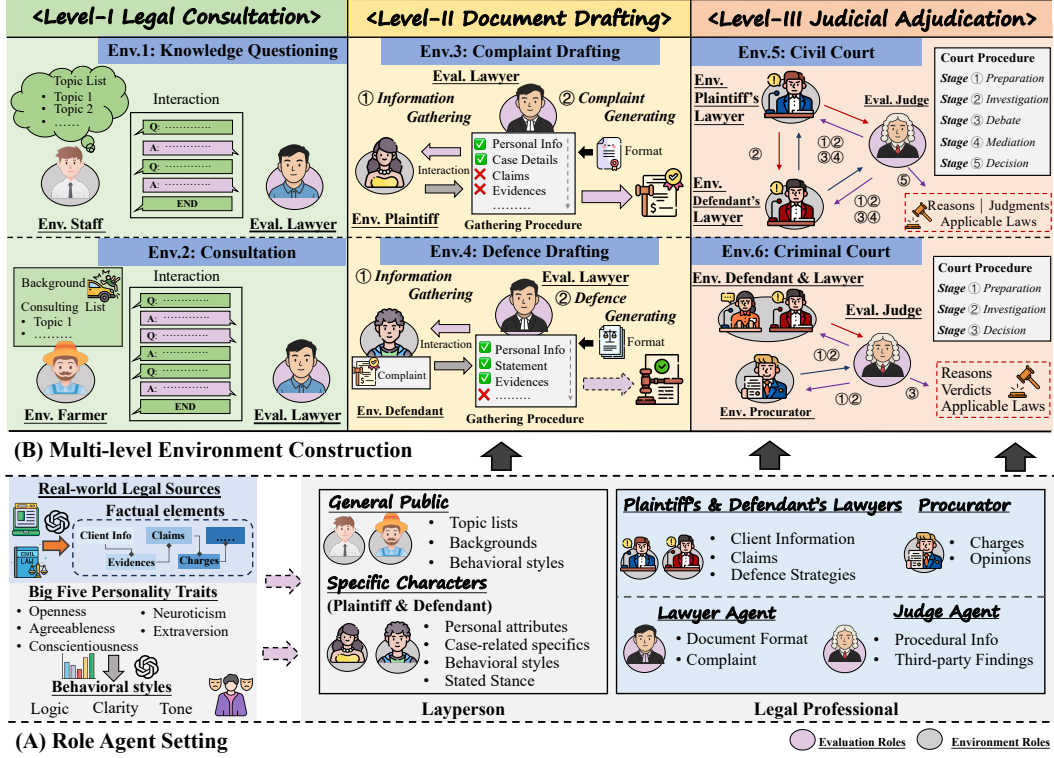 <Level-I Legal Consultation>
Env.1: Knowledge Questioning
Topic List
• Topic 1
• Topic 2
• ......
Interaction
Q: ..............
A: ..............
Q: ..............
A: ..............
END
Env. Staff
Eval. Lawyer
Env.2: Consultation
Background
Consulting List
• Topic 1
• .........
Interaction
Q: ..............
A: ..............
Q: ..............
A: ..............
Q: ..............
A: ..............
END
Env. Farmer
Eval. Lawyer
<Level-II Document Drafting>
Env.3: Complaint Drafting
Eval. Lawyer
① Information Gathering
② Complaint Generating
Personal Info
Case Details
Claims
Evidences
.........
Format
Interaction
Env. Plaintiff
Gathering Procedure
Env.4: Defence Drafting
① Information Gathering
Eval. Lawyer
② Defence Generating
Interaction
Personal Info
Statement
Evidences
.........
Format
Complaint
Env. Defendant
Gathering Procedure
<Level-III Judicial Adjudication>
Env.5: Civil Court
Env. Plaintiff's Lawyer
Eval. Judge
②
①②
③④
Env. Defendant's Lawyer
①②
③④
⑤
Reasons | Judgments
Applicable Laws
Court Procedure
Stage ① Preparation
Stage ② Investigation
Stage ③ Debate
Stage ④ Mediation
Stage ⑤ Decision
Env.6: Criminal Court
Env. Defendant & Lawyer
Eval. Judge
①②
Env. Procurator
①②
③
Court Procedure
Stage ① Preparation
Stage ② Investigation
Stage ③ Decision
Reasons
Verdicts
Applicable Laws
(B) Multi-level Environment Construction
Real-world Legal Sources
Factual elements
CIVIL LAW
Client Info
Claims
.....
Evidences
Charges
Big Five Personality Traits
• Openness
• Agreeableness
• Conscientiousness
• Neuroticism
• Extraversion
Behavioral styles
Logic Clarity Tone
General Public
• Topic lists
• Backgrounds
• Behavioral styles
Specific Characters
(Plaintiff & Defendant)
• Personal attributes
• Case-related specifics
• Behavioral styles
• Stated Stance
Layperson
Plaintiff's & Defendant's Lawyers
• Client Information
• Claims
• Defence Strategies
Procurator
• Charges
• Opinions
Lawyer Agent
• Document Format
• Complaint
Judge Agent
• Procedural Info
• Third-party Findings
Legal Professional
(A) Role Agent Setting
Evaluation Roles
Environment Roles